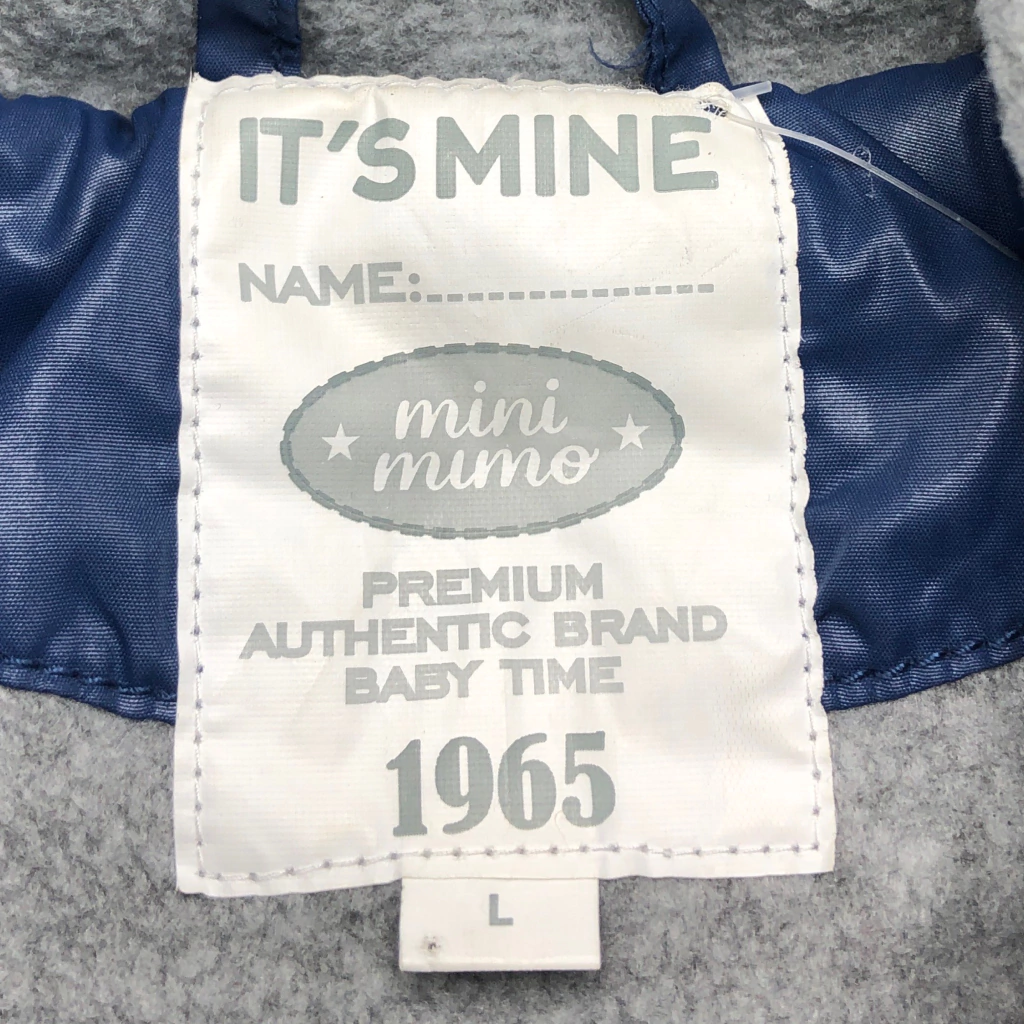 IT'S MINE
NAME:
mini
mimo
PREMIUM
AUTHENTIC BRAND
BABY TIME
1965
L